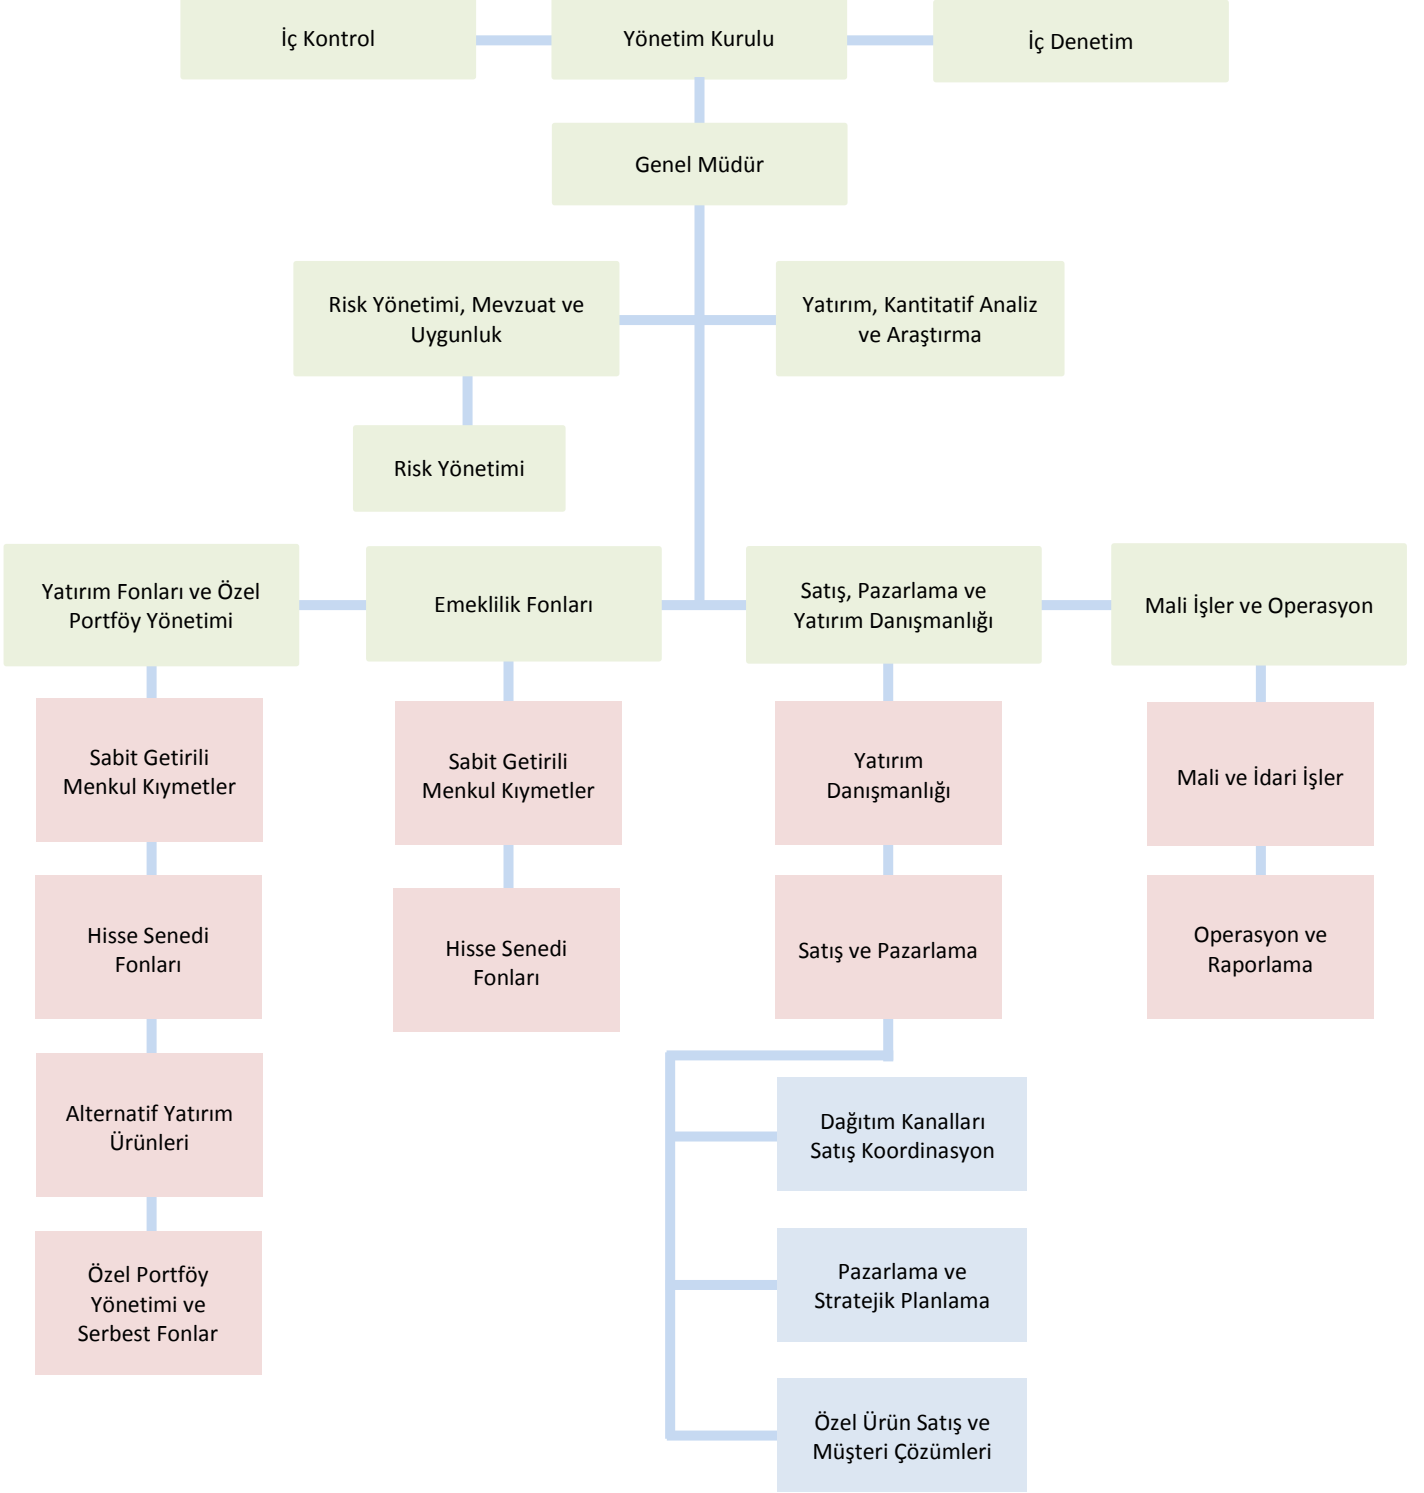 İç Kontrol
Yönetim Kurulu
İç Denetim
Genel Müdür
Risk Yönetimi, Mevzuat ve
Uygunluk
Yatırım, Kantitatif Analiz
ve Araştırma
Risk Yönetimi
Yatırım Fonları ve Özel
Portföy Yönetimi
Emeklilik Fonları
Satış, Pazarlama ve
Yatırım Danışmanlığı
Mali İşler ve Operasyon
Sabit Getirili
Menkul Kıymetler
Sabit Getirili
Menkul Kıymetler
Yatırım
Danışmanlığı
Mali ve İdari İşler
Hisse Senedi
Fonları
Hisse Senedi
Fonları
Satış ve Pazarlama
Operasyon ve
Raporlama
Alternatif Yatırım
Ürünleri
Dağıtım Kanalları
Satış Koordinasyon
Özel Portföy
Yönetimi ve
Serbest Fonlar
Pazarlama ve
Stratejik Planlama
Özel Ürün Satış ve
Müşteri Çözümleri